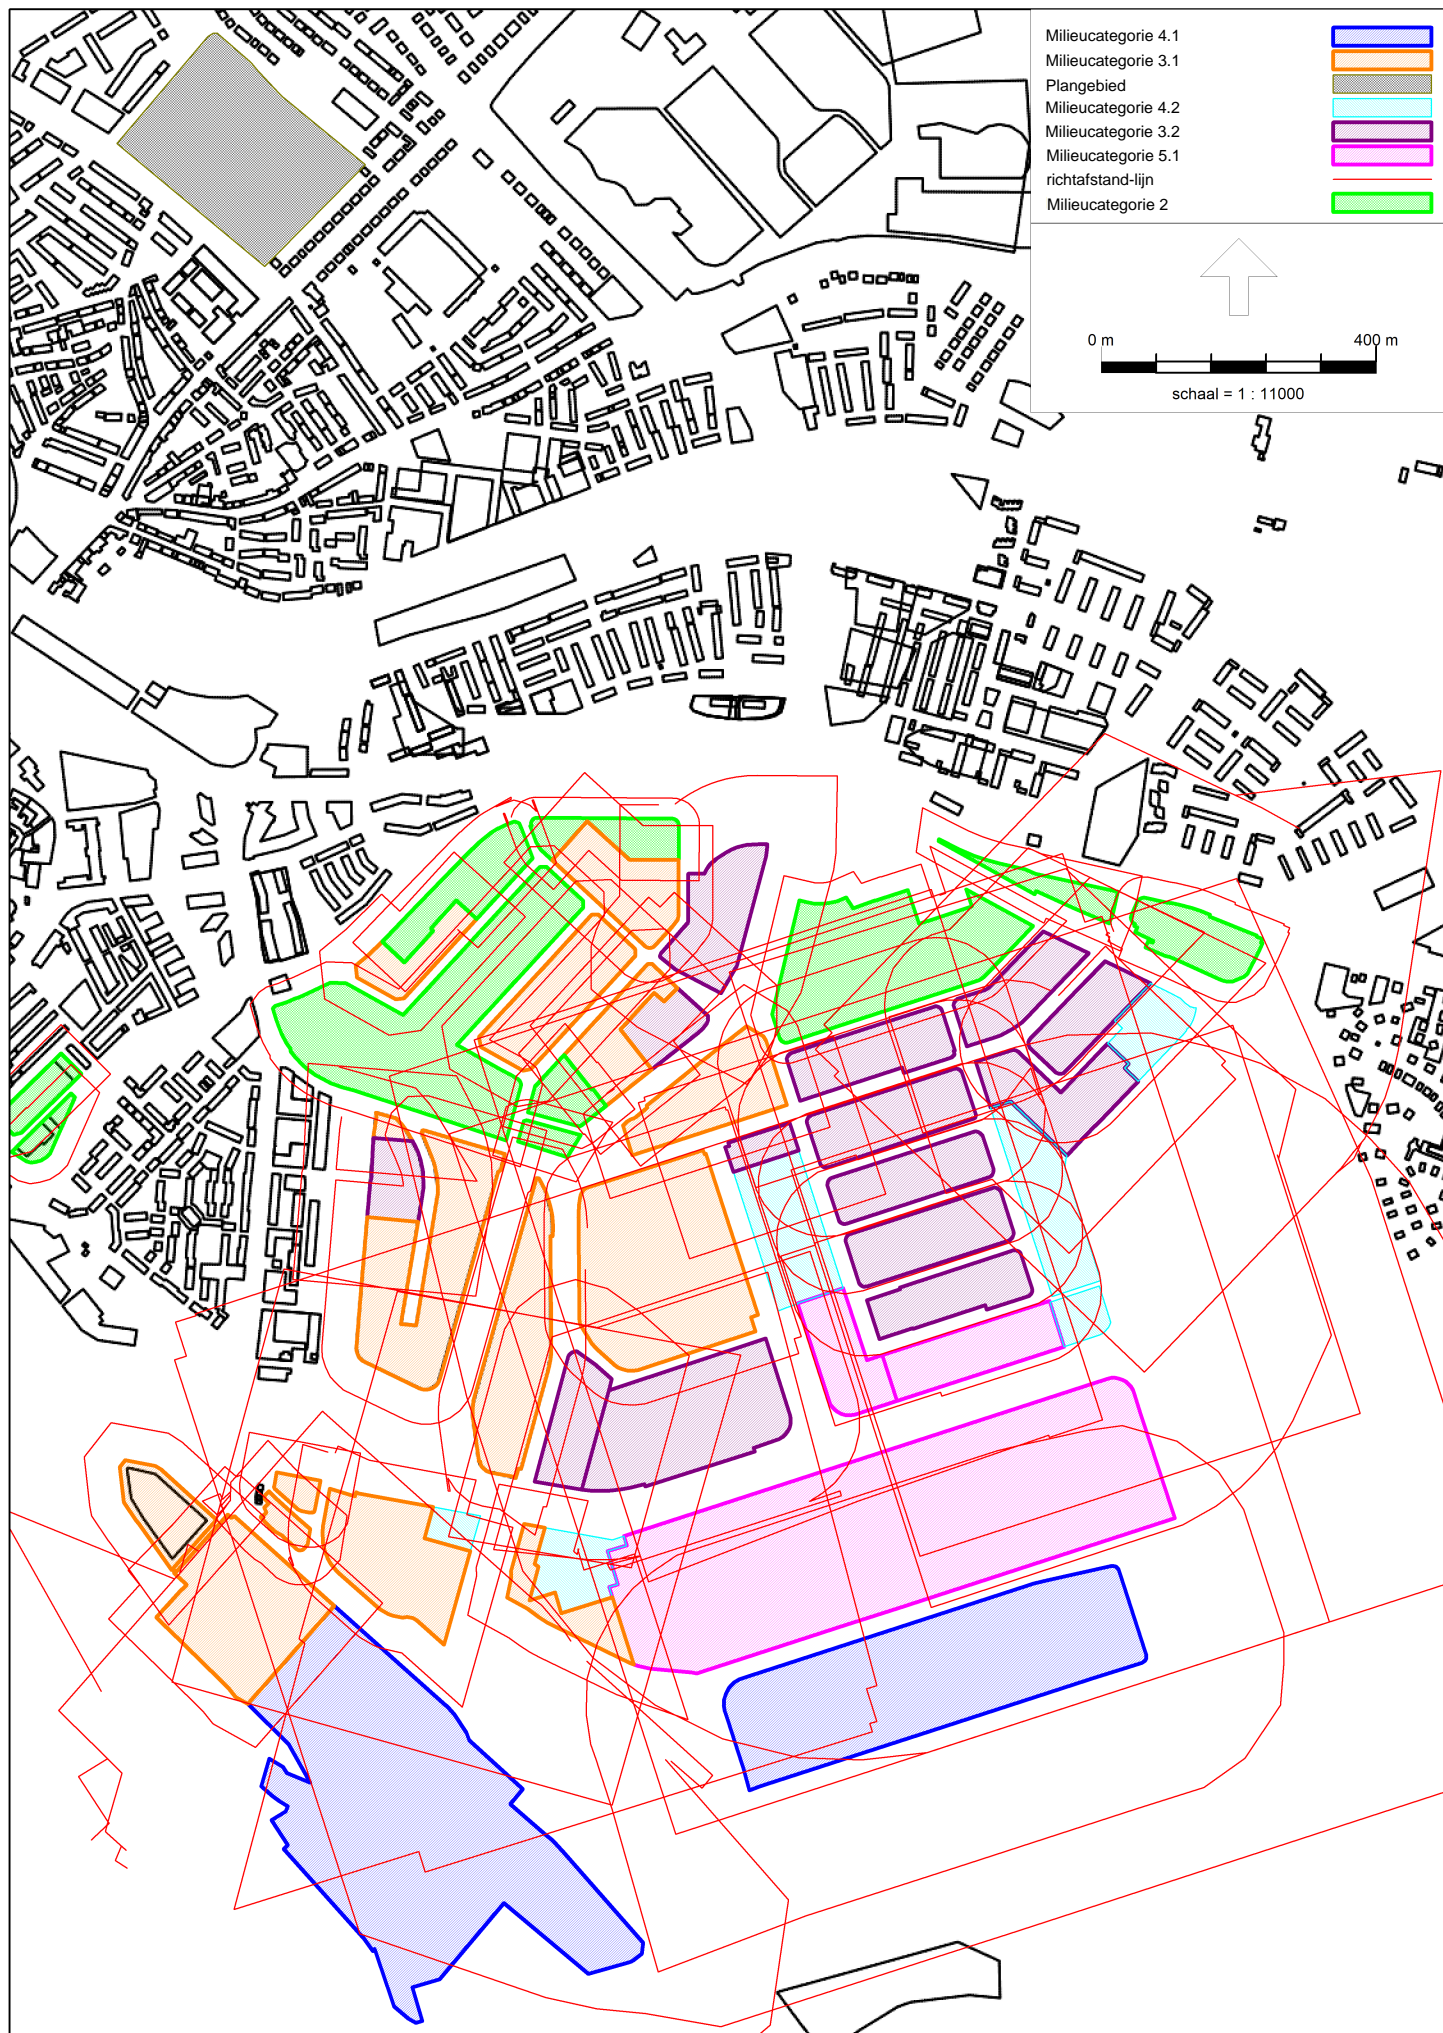 Milieucategorie 4.1
Milieucategorie 3.1
Plangebied
Milieucategorie 4.2
Milieucategorie 3.2
Milieucategorie 5.1
richtafstand-lijn
Milieucategorie 2
0 m 400 m
schaal = 1 : 11000